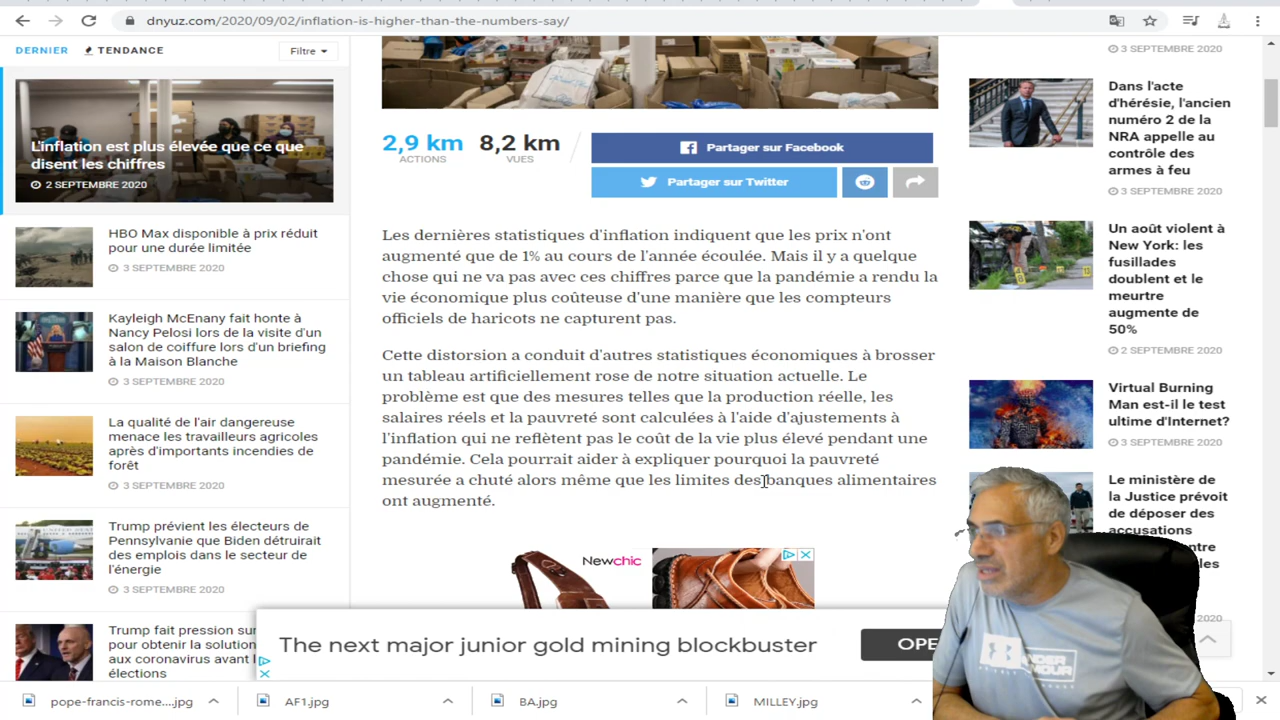 dnyuz.com/2020/09/02/inflation-is-higher-than-the-numbers-say/
DERNIER
TENDANCE
Filtre
L'inflation est plus élevée que ce que
disent les chiffres
2 SEPTEMBRE 2020
HBO Max disponible à prix réduit
pour une durée limitée
3 SEPTEMBRE 2020
Kayleigh McEnany fait honte à
Nancy Pelosi lors de la visite d'un
salon de coiffure lors d'un briefing
à la Maison Blanche
3 SEPTEMBRE 2020
La qualité de l'air dangereuse
menace les travailleurs agricoles
après d'importants incendies de
forêt
3 SEPTEMBRE 2020
Trump prévient les électeurs de
Pennsylvanie que Biden détruirait
des emplois dans le secteur de
l'énergie
3 SEPTEMBRE 2020
Trump fait pression sur
pour obtenir la solution
aux coronavirus avant
élections
2,9 km
ACTIONS
8,2 km
VUES
Partager sur Facebook
Partager sur Twitter
Les dernières statistiques d'inflation indiquent que les prix n'ont
augmenté que de 1% au cours de l'année écoulée. Mais il y a quelque
chose qui ne va pas avec ces chiffres parce que la pandémie a rendu la
vie économique plus coûteuse d'une manière que les compteurs
officiels de haricots ne capturent pas.
Cette distorsion a conduit d'autres statistiques économiques à brosser
un tableau artificiellement rose de notre situation actuelle. Le
problème est que des mesures telles que la production réelle, les
salaires réels et la pauvreté sont calculées à l'aide d'ajustements à
l'inflation qui ne reflètent pas le coût de la vie plus élevé pendant une
pandémie. Cela pourrait aider à expliquer pourquoi la pauvreté
mesurée a chuté alors même que les limites des banques alimentaires
ont augmenté.
Newchic
The next major junior gold mining blockbuster
OPE
3 SEPTEMBRE 2020
Dans l'acte
d'hérésie, l'ancien
numéro 2 de la
NRA appelle au
contrôle des
armes à feu
3 SEPTEMBRE 2020
Un août violent à
New York: les
fusillades
doublent et le
meurtre
augmente de
50%
2 SEPTEMBRE 2020
Virtual Burning
Man est-il le test
ultime d'Internet?
3 SEPTEMBRE 2020
Le ministère de
la Justice prévoit
de déposer des
accusations
ntre
les
2020
UNDER ARMOUR
pope-francis-rome-....jpg
AF1.jpg
BA.jpg
MILLEY.jpg